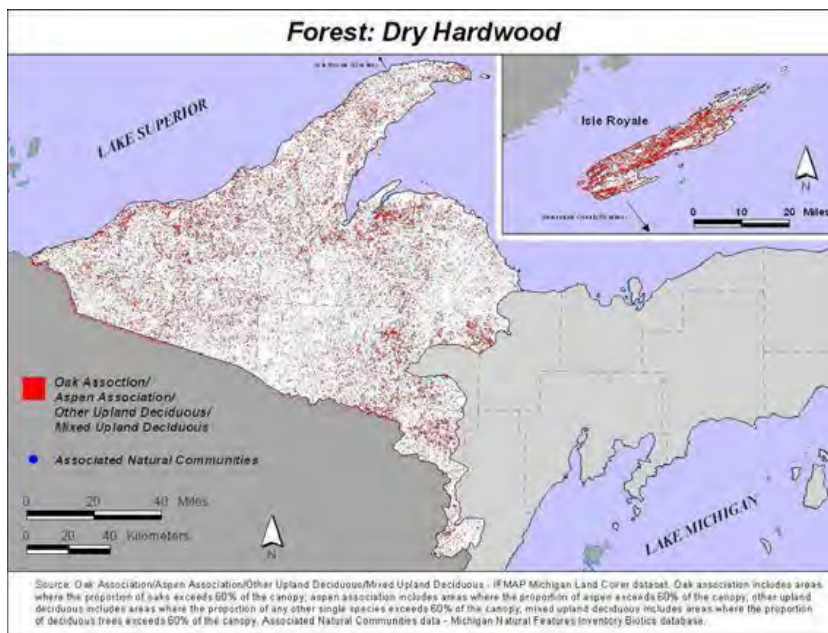 Forest: Dry Hardwood
LAKE SUPERIOR
Isle Royale
N
0 10 20
Miles
Oak Assoction/
Aspen Association/
Other Upland Deciduous/
Mixed Upland Deciduous
Associated Natural Communities
0 20 40 Miles
0 20 40 Kilometers
N
LAKE MICHIGAN
Source: Oak Association/Aspen Association/Other Upland Deciduous/Mixed Upland Deciduous - IFMAP Michigan Land Cover dataset. Oak association includes areas
where the proportion of oaks exceeds 60% of the canopy; aspen association includes areas where the proportion of aspen exceeds 60% of the canopy; other upland
deciduous includes areas where the proportion of any other single species exceeds 60% of the canopy; mixed upland deciduous includes areas where the proportion
of deciduous trees exceeds 60% of the canopy. Associated Natural Communities data - Michigan Natural Features Inventory Biotics database.